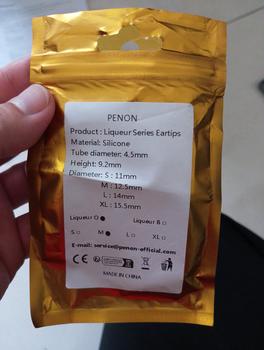 PENON
Product : Liqueur Series Eartips
Material: Silicone
Tube diameter: 4.5mm
Height: 9.2mm
Diameter: S : 11mm
M : 12.5mm
L : 14mm
XL : 15.5mm
Liqueur O Liqueur B
S M L XL
E-mail: service@penon-official.com
CE
MADE IN CHINA